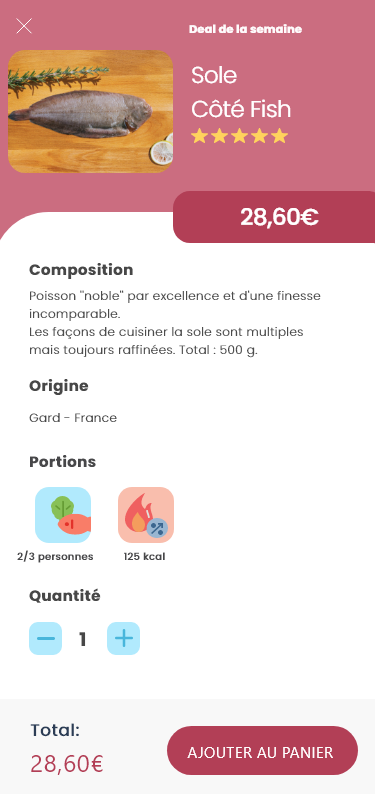 Deal de la semaine
Sole
Côté Fish
28,60€
Composition
Poisson "noble" par excellence et d'une finesse
incomparable.
Les façons de cuisiner la sole sont multiples
mais toujours raffinées. Total : 500 g.
Origine
Gard - France
Portions
2/3 personnes
125 kcal
Quantité
1
Total:
28,60€
AJOUTER AU PANIER